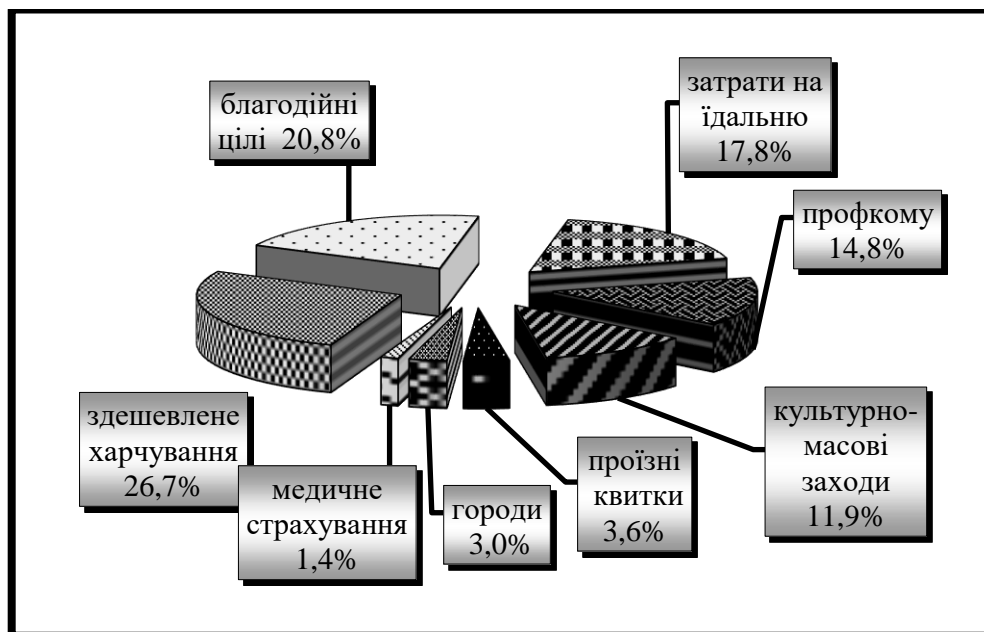 благодійні
цілі 20,8%
затрати на
їдальню
17,8%
профкому
14,8%
культурно-
масові
заходи
11,9%
проїзні
квитки
3,6%
городи
3,0%
медичне
страхування
1,4%
здешевлене
харчування
26,7%